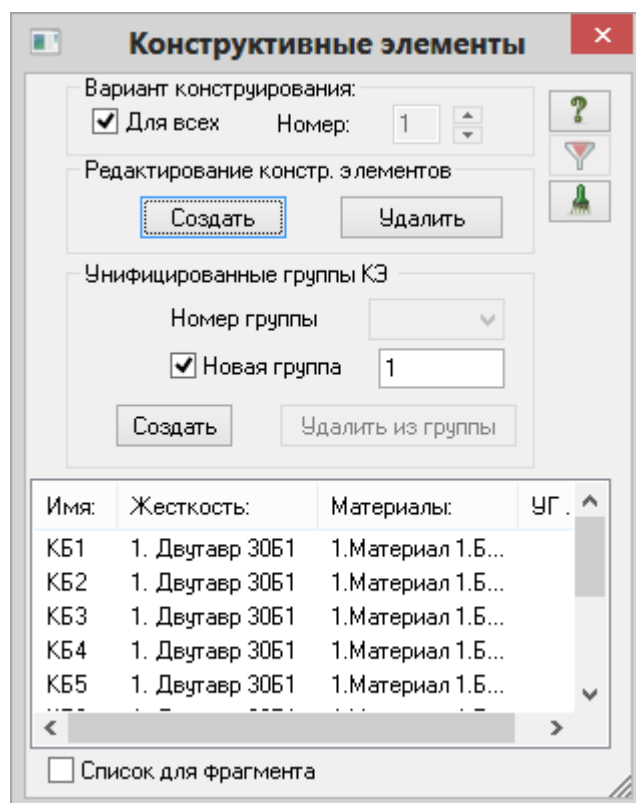 Конструктивные элементы
Вариант конструирования:
Для всех Номер: 1
Редактирование констр. элементов
Создать Удалить
Унифицированные группы КЭ
Номер группы
Новая группа 1
Создать Удалить из группы
Имя: Жесткость: Материалы: УГ .
КБ1 1. Двутавр 30Б1 1.Материал 1.Б...
КБ2 1. Двутавр 30Б1 1.Материал 1.Б...
КБ3 1. Двутавр 30Б1 1.Материал 1.Б...
КБ4 1. Двутавр 30Б1 1.Материал 1.Б...
КБ5 1. Двутавр 30Б1 1.Материал 1.Б...
Список для фрагмента